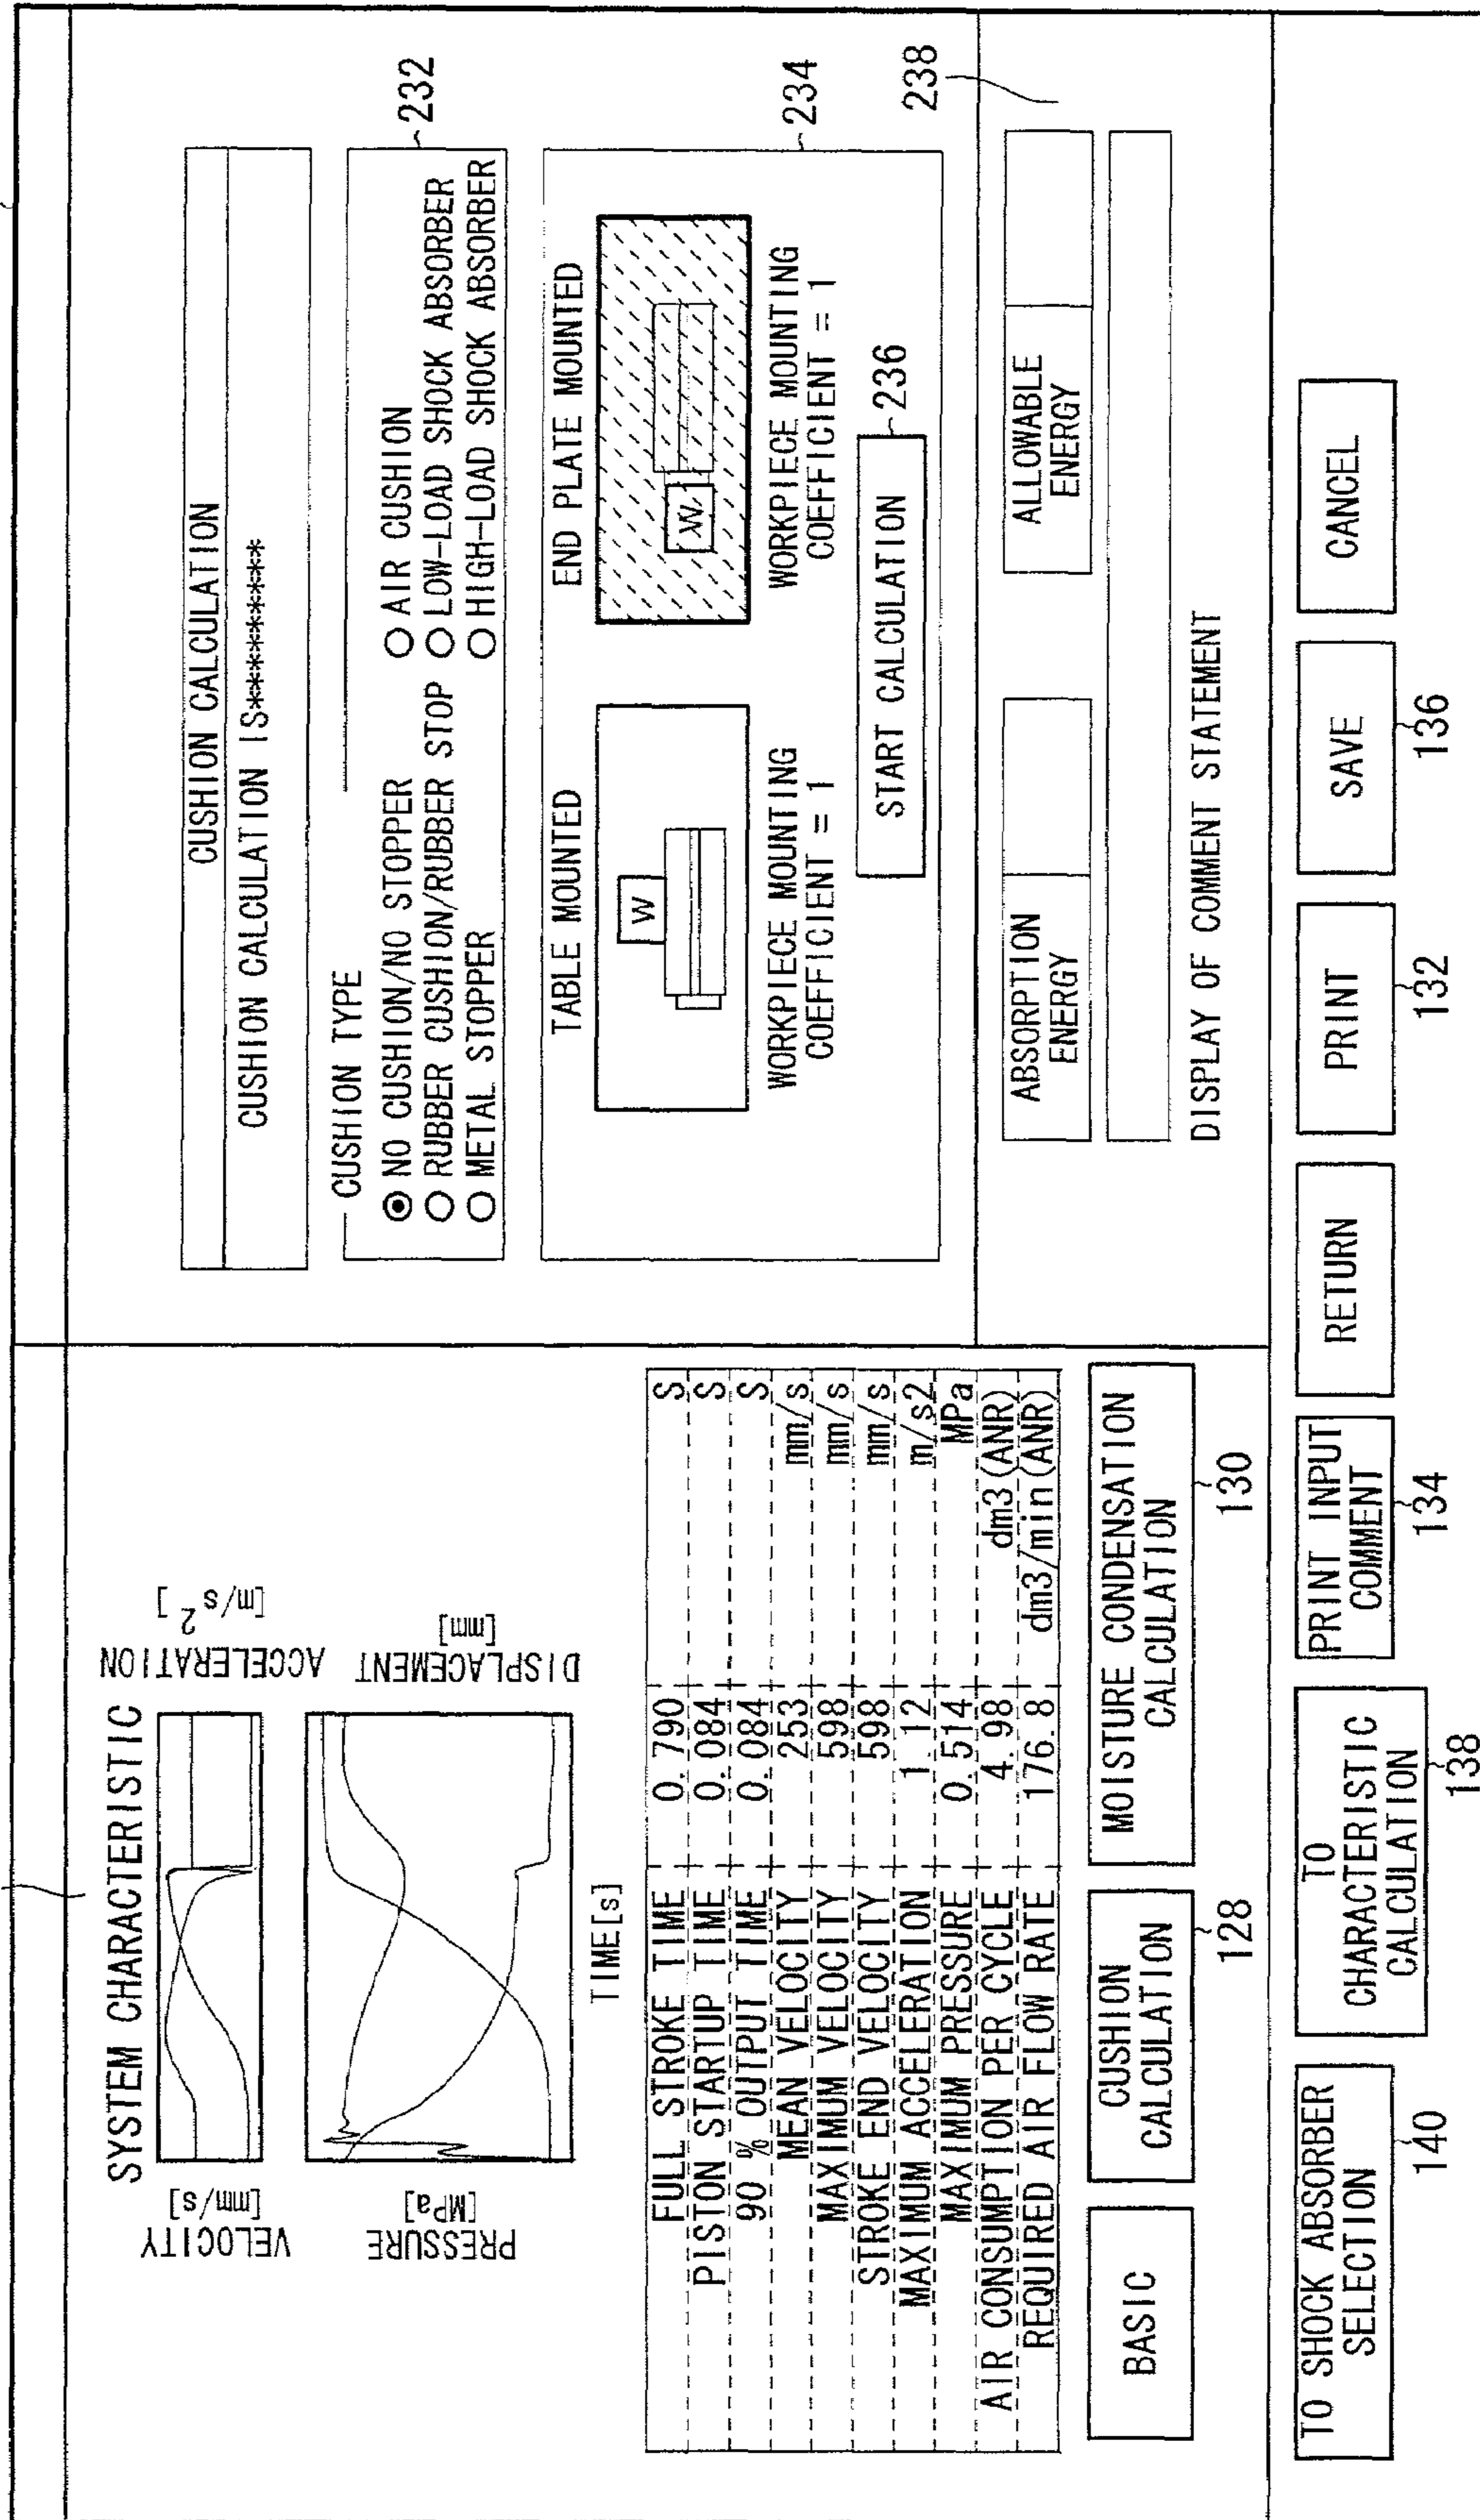 SYSTEM CHARACTERISTIC
VELOCITY
[mm/s]
ACCELERATION
[m/s²]
PRESSURE
[MPa]
DISPLACEMENT
[mm]
TIME[s]
FULL STROKE TIME 0.790 S
PISTON STARTUP TIME 0.084 S
90 % OUTPUT TIME 0.084 S
MEAN VELOCITY 253 mm/s
MAXIMUM VELOCITY 598 mm/s
STROKE END VELOCITY 598 mm/s
MAXIMUM ACCELERATION 1.12 m/s2
MAXIMUM PRESSURE 0.514 MPa
AIR CONSUMPTION PER CYCLE 4.98 dm3(ANR)
REQUIRED AIR FLOW RATE 176.8 dm3/min(ANR)
BASIC
CUSHION
CALCULATION
128
MOISTURE CONDENSATION
CALCULATION
130
CUSHION CALCULATION
CUSHION CALCULATION IS*********
CUSHION TYPE
NO CUSHION/NO STOPPER
AIR CUSHION
RUBBER CUSHION/RUBBER STOP
LOW-LOAD SHOCK ABSORBER
METAL STOPPER
HIGH-LOAD SHOCK ABSORBER
232
TABLE MOUNTED
END PLATE MOUNTED
W
W
234
WORKPIECE MOUNTING
COEFFICIENT = 1
WORKPIECE MOUNTING
COEFFICIENT = 1
START CALCULATION
236
238
ABSORPTION
ENERGY
ALLOWABLE
ENERGY
DISPLAY OF COMMENT STATEMENT
TO SHOCK ABSORBER
SELECTION
140
TO
CHARACTERISTIC
CALCULATION
138
PRINT INPUT
COMMENT
134
RETURN
PRINT
132
SAVE
136
CANCEL